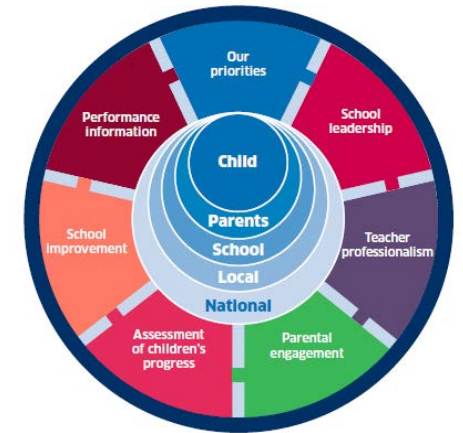 Our
priorities
School
leadership
Teacher
professionalism
Parental
engagement
Assessment
of children's
progress
School
improvement
Performance
information
Child
Parents
School
Local
National